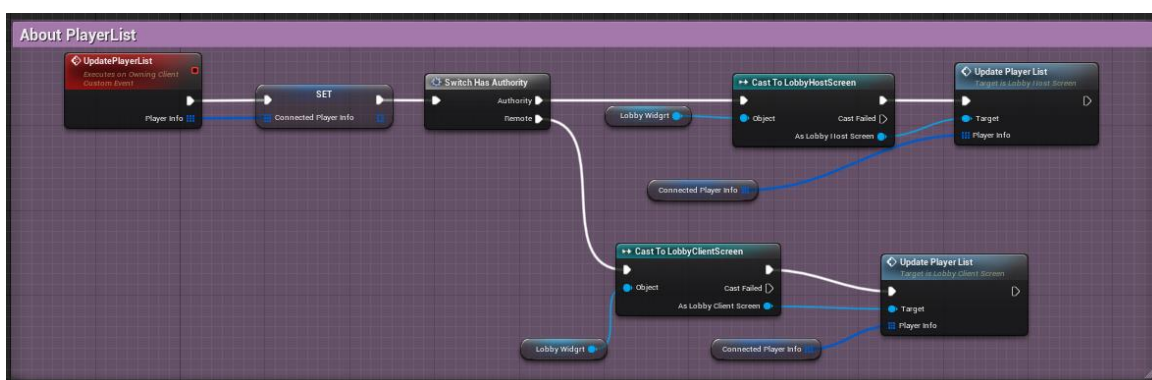 About PlayerList
UpdatePlayerList
Executes on Owning Client
Custom Event
Player Info
SET
Connected Player Info
Switch Has Authority
Authority
Remote
Lobby Widgrt
Cast To LobbyHostScreen
Object
Cast Failed
As Lobby Host Screen
Update Player List
Target is Lobby Host Screen
Target
Player Info
Connected Player Info
Cast To LobbyClientScreen
Object
Cast Failed
As Lobby Client Screen
Lobby Widgrt
Update Player List
Target is Lobby Client Screen
Target
Player Info
Connected Player Info